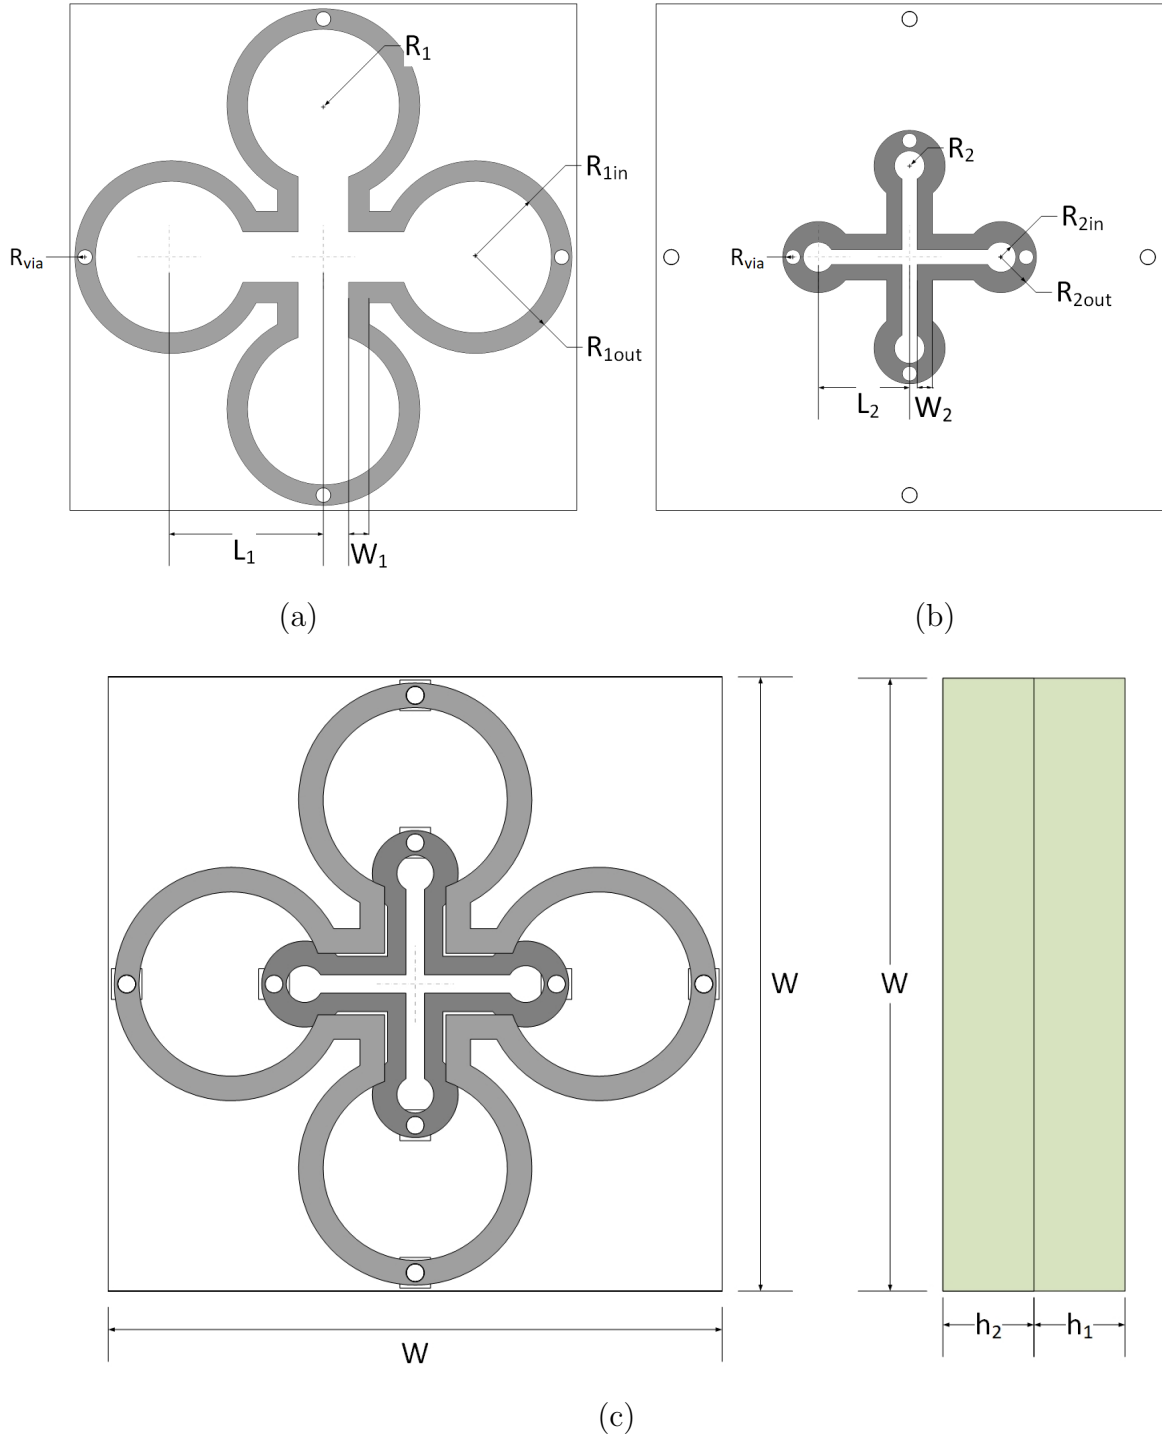 R₁
R₁ᵢₙ
Rᵥᵢₐ
R₁ₒᵤₜ
L₁
W₁
(a)
R₂
R₂ᵢₙ
Rᵥᵢₐ
R₂ₒᵤₜ
L₂
W₂
(b)
W
W
W
h₂
h₁
(c)